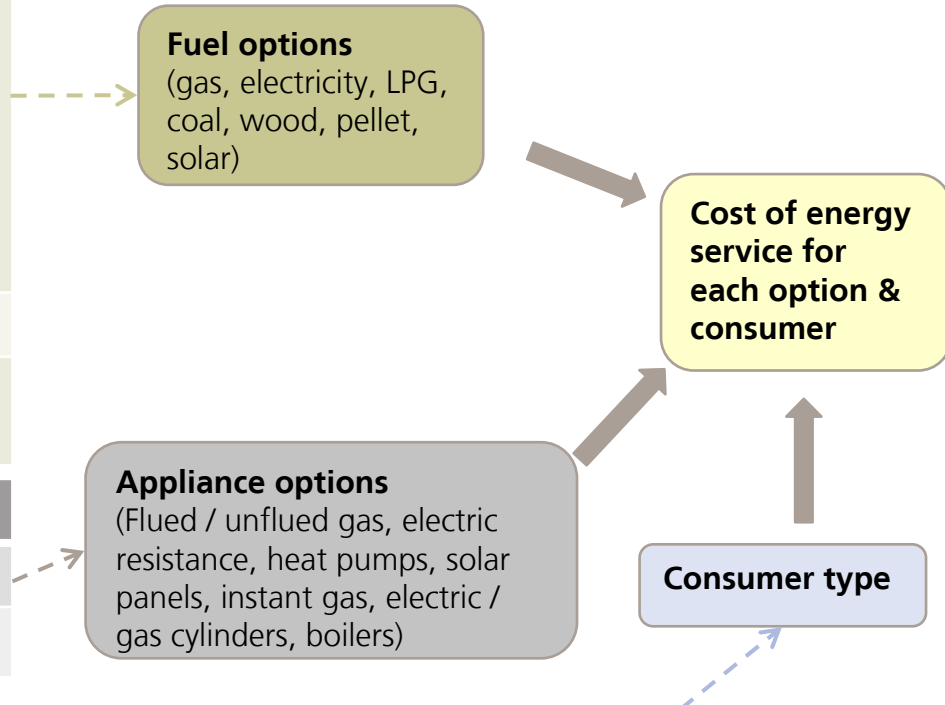 Fuel options
(gas, electricity, LPG,
coal, wood, pellet,
solar)
Cost of energy
service for
each option &
consumer
Appliance options
(Flued / unflued gas, electric
resistance, heat pumps, solar
panels, instant gas, electric /
gas cylinders, boilers)
Consumer type